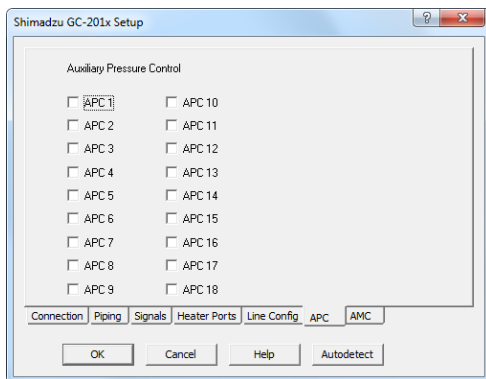 Shimadzu GC-201x Setup
Auxiliary Pressure Control
APC 1 APC 10
APC 2 APC 11
APC 3 APC 12
APC 4 APC 13
APC 5 APC 14
APC 6 APC 15
APC 7 APC 16
APC 8 APC 17
APC 9 APC 18
Connection Piping Signals Heater Ports Line Config APC AMC
OK Cancel Help Autodetect